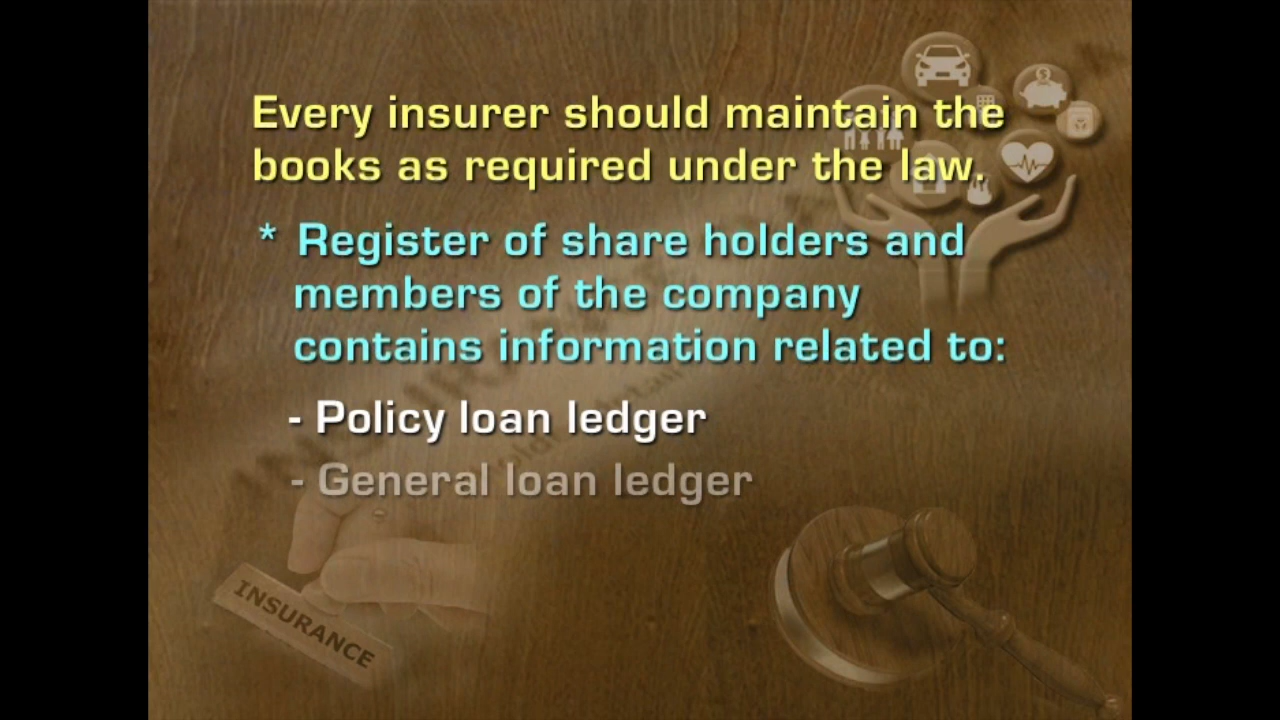 Every insurer should maintain the
books as required under the law.
* Register of share holders and
members of the company
contains information related to:
- Policy loan ledger
- General loan ledger
INSURANCE